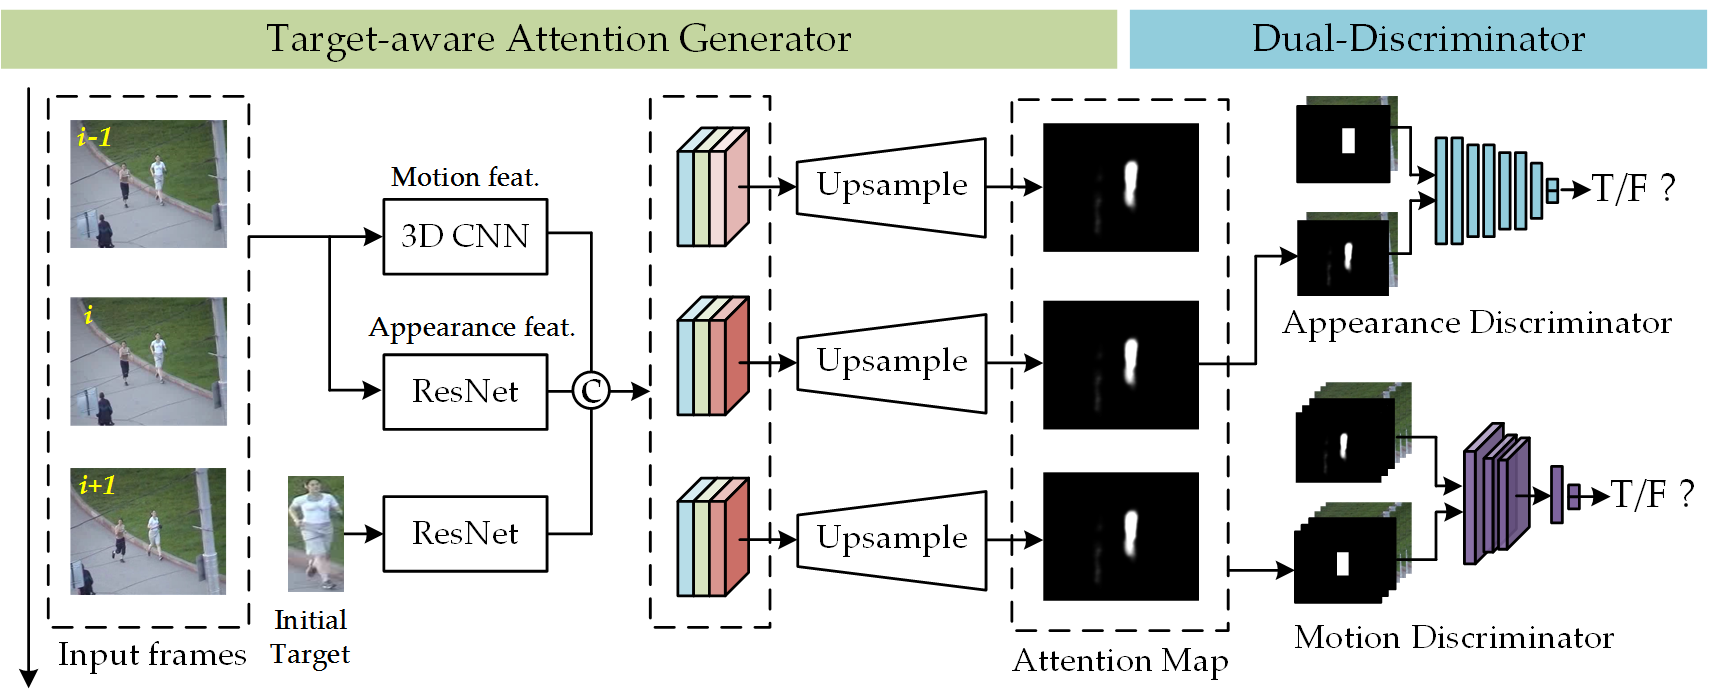 Target-aware Attention Generator
Dual-Discriminator
i-1
i
i+1
Input frames
Initial
Target
Motion feat.
3D CNN
Appearance feat.
ResNet
ResNet
C
Upsample
Upsample
Upsample
Attention Map
T/F ?
Appearance Discriminator
T/F ?
Motion Discriminator